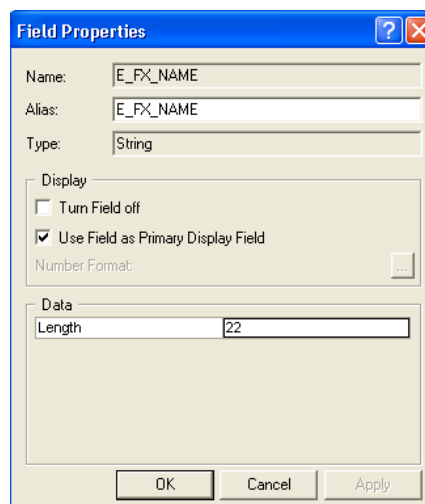 Field Properties
Name: E_FX_NAME
Alias: E_FX_NAME
Type: String
Display
Turn Field off
Use Field as Primary Display Field
Number Format: ...
Data
Length 22
OK Cancel Apply